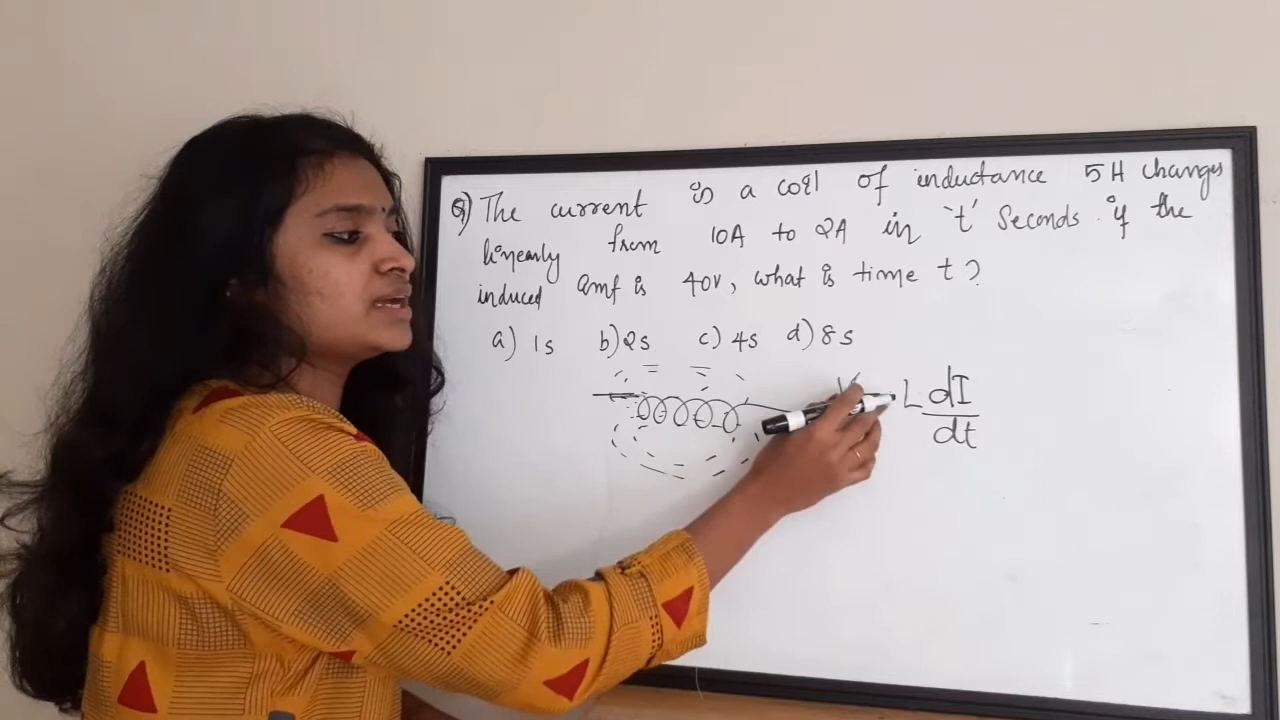 Q) The current is a coil of inductance 5H changes
linearly from 10A to 2A in 't' Seconds. if the
induced emf is 40V, what is time t?
a) 1s b) 2s c) 4s d) 8s
L dI
dt